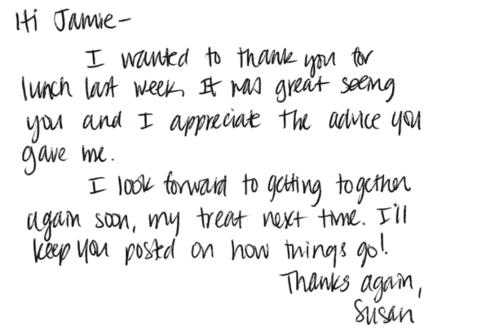 Hi Jamie-
I wanted to thank you for
lunch last week. It was great seeing
you and I appreciate the advice you
gave me.
I look forward to getting together
again soon, my treat next time. I'll
keep you posted on how things go!
Thanks again,
Susan